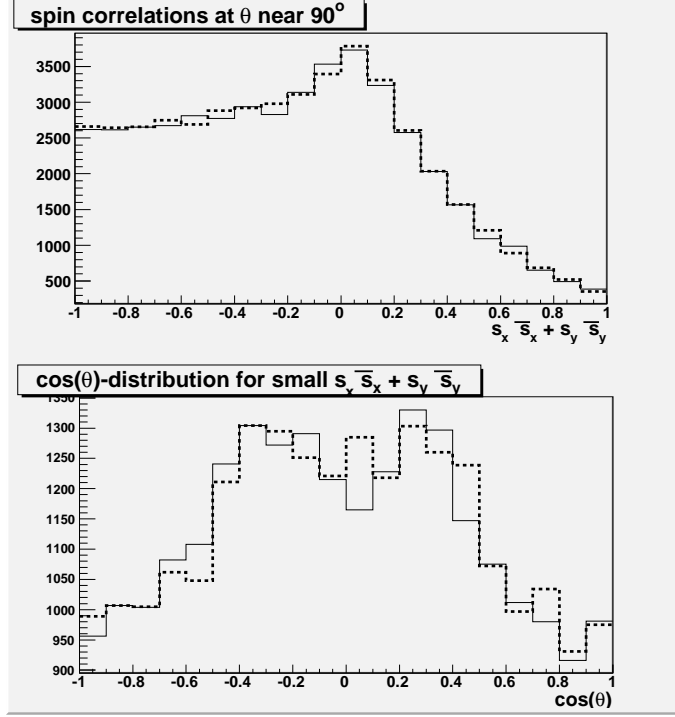 spin correlations at θ near 90°
3500
3000
2500
2000
1500
1000
500
-1 -0.8 -0.6 -0.4 -0.2 0 0.2 0.4 0.6 0.8 1
s_x s̅_x + s_y s̅_y
cos(θ)-distribution for small s_x s̅_x + s_y s̅_y
1350
1300
1250
1200
1150
1100
1050
1000
950
900
-1 -0.8 -0.6 -0.4 -0.2 0 0.2 0.4 0.6 0.8 1
cos(θ)